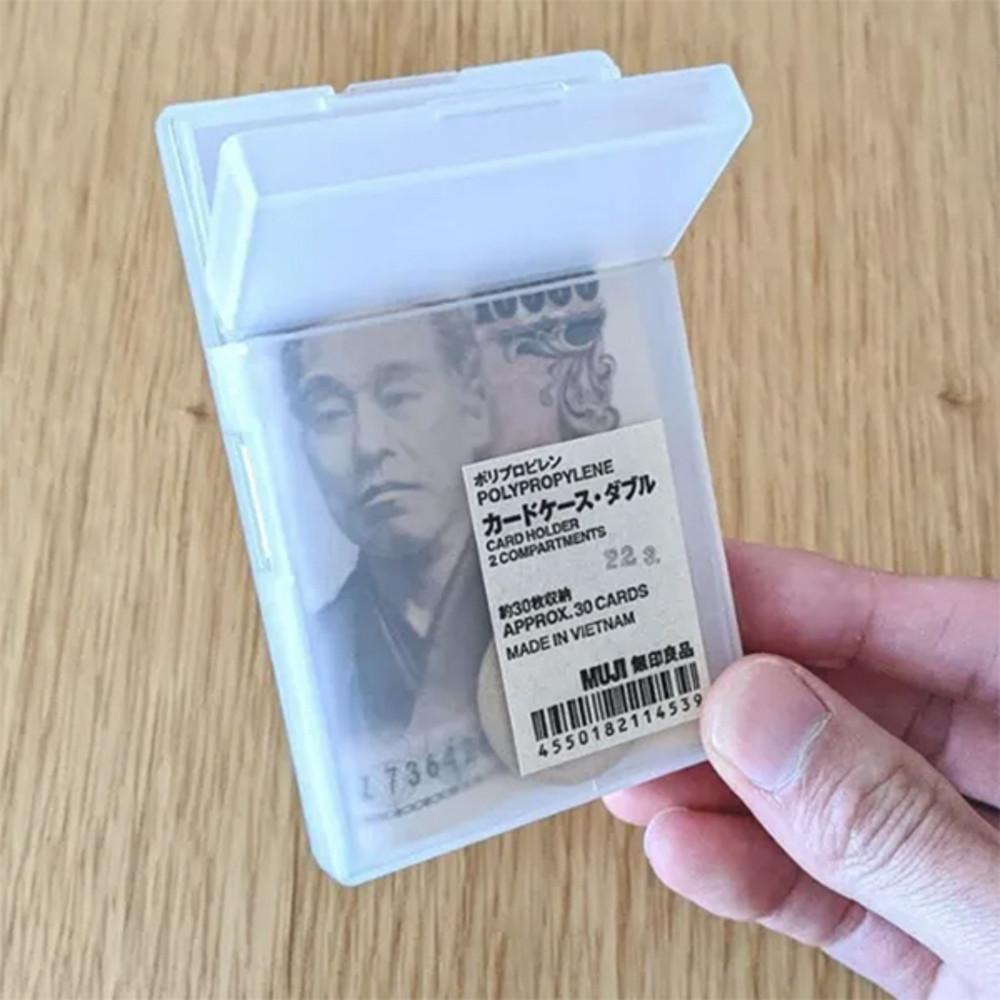 10000
ポリプロピレン
POLYPROPYLENE
カードケース・ダブル
CARD HOLDER
2 COMPARTMENTS
22 3.
約30枚収納
APPROX. 30 CARDS
MADE IN VIETNAM
MUJI 無印良品
4550182114539